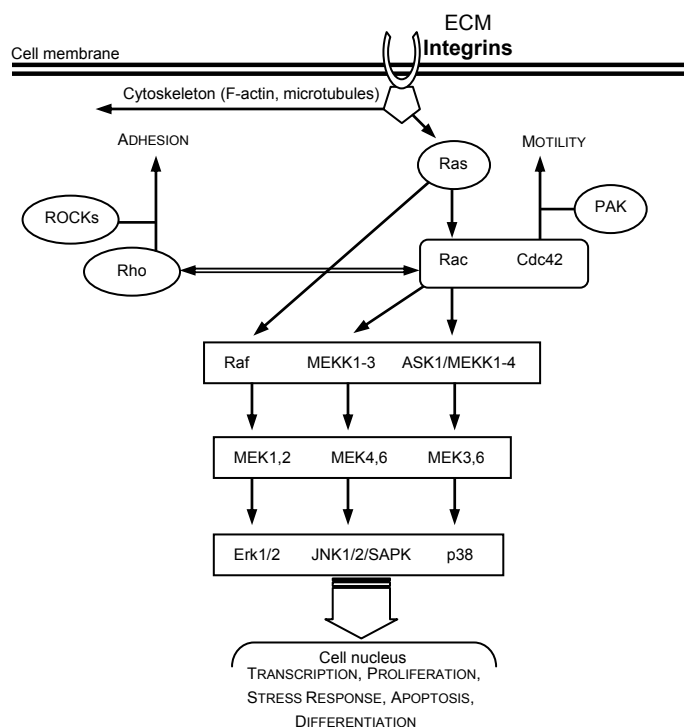 ECM
Integrins
Cell membrane
Cytoskeleton (F-actin, microtubules)
ADHESION
MOTILITY
Ras
ROCKs
PAK
Rho
Rac Cdc42
Raf MEKK1-3 ASK1/MEKK1-4
MEK1,2 MEK4,6 MEK3,6
Erk1/2 JNK1/2/SAPK p38
Cell nucleus
TRANSCRIPTION, PROLIFERATION,
STRESS RESPONSE, APOPTOSIS,
DIFFERENTIATION